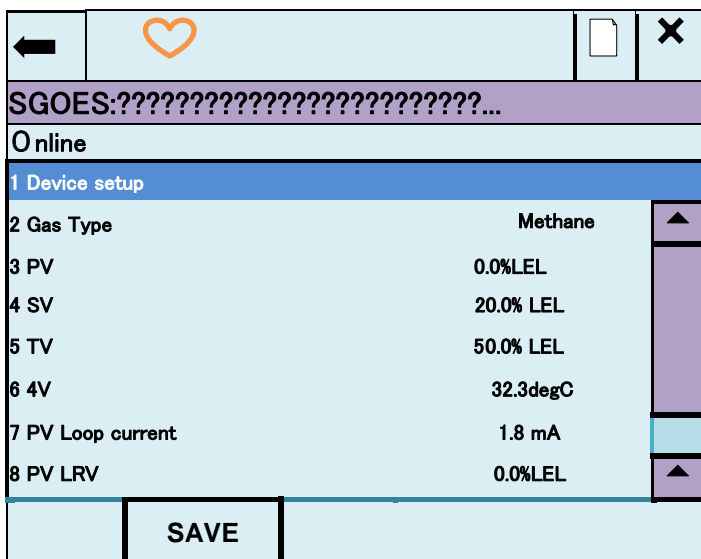 SGOES:?????????????????????????...
Online
1 Device setup
2 Gas Type Methane
3 PV 0.0%LEL
4 SV 20.0% LEL
5 TV 50.0% LEL
6 4V 32.3degC
7 PV Loop current 1.8 mA
8 PV LRV 0.0%LEL
SAVE